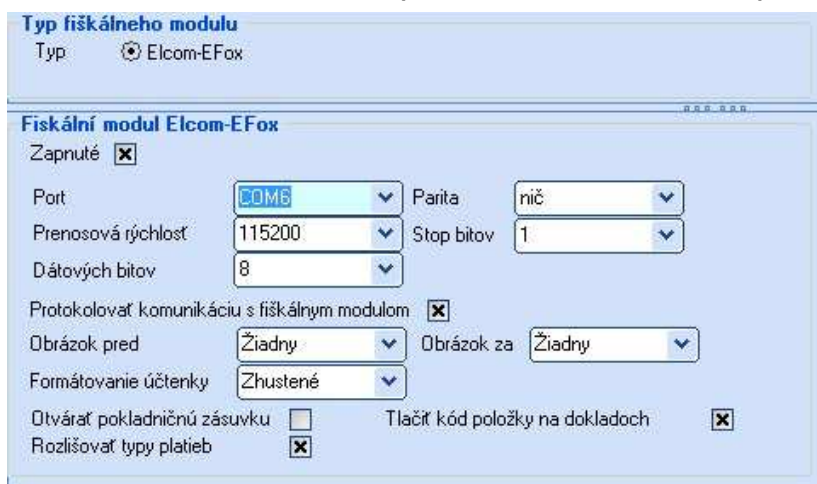 Typ fiškálneho modulu
Typ Elcom-EFox
Fiskální modul Elcom-EFox
Zapnuté
Port COM6 Parita nič
Prenosová rýchlosť 115200 Stop bitov 1
Dátových bitov 8
Protokolovať komunikáciu s fiškálnym modulom
Obrázok pred Žiadny Obrázok za Žiadny
Formátovanie účtenky Zhustené
Otvárať pokladničnú zásuvku Tlačiť kód položky na dokladoch
Rozlišovať typy platieb